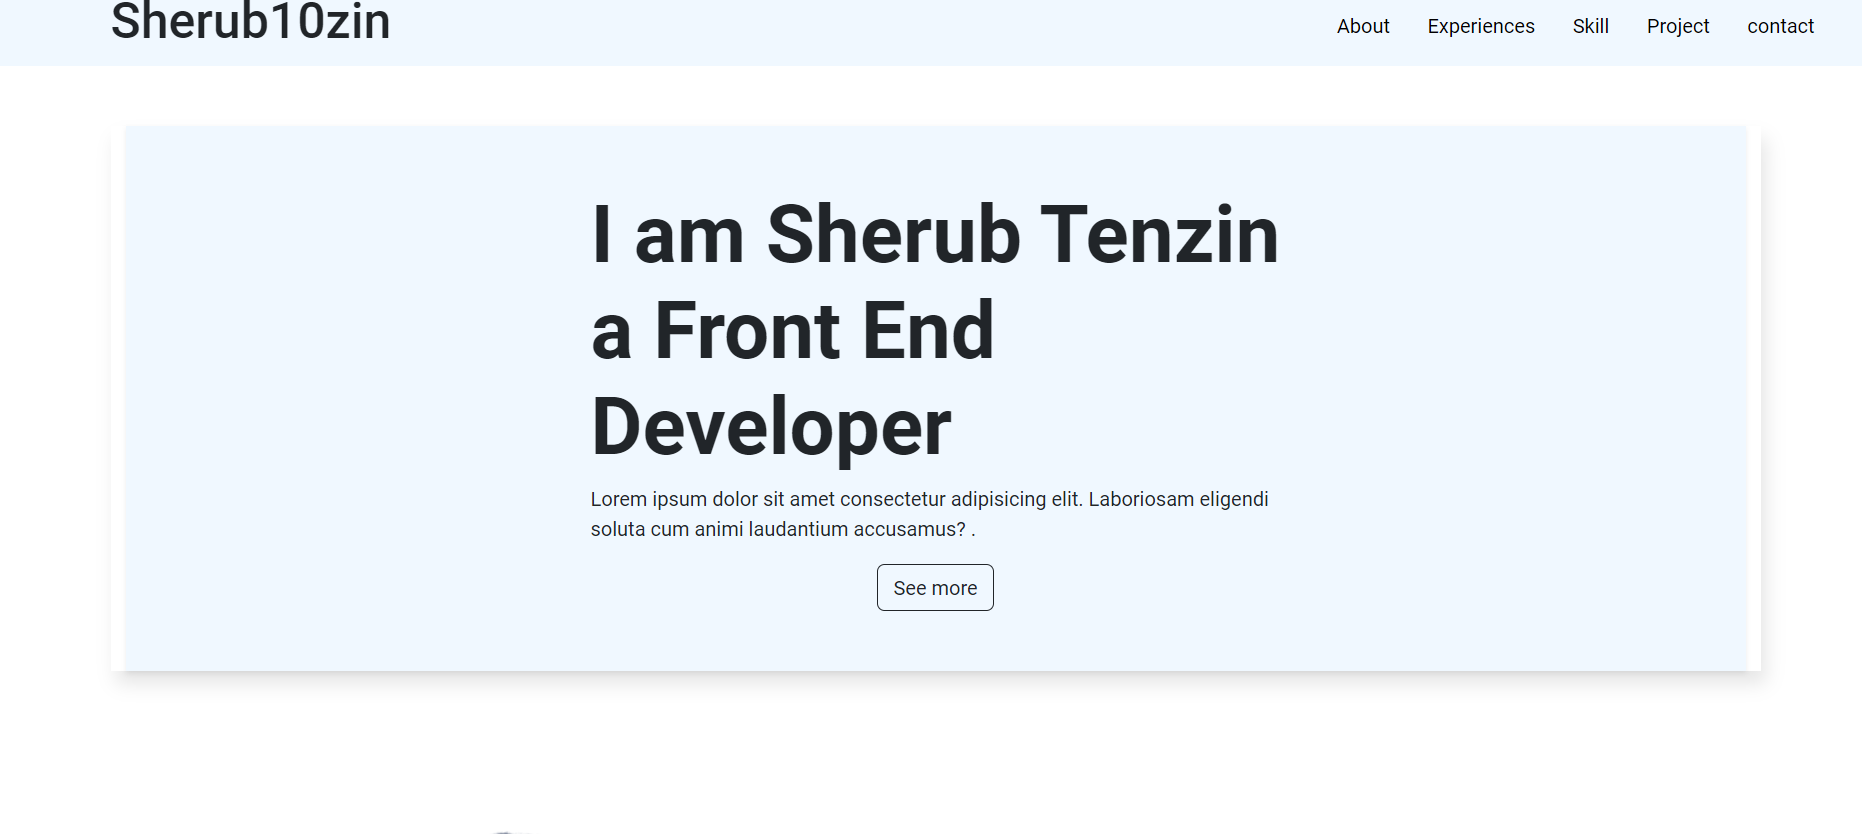 Sherub10zin
About Experiences Skill Project contact
I am Sherub Tenzin
a Front End
Developer
Lorem ipsum dolor sit amet consectetur adipisicing elit. Laboriosam eligendi
soluta cum animi laudantium accusamus? .
See more